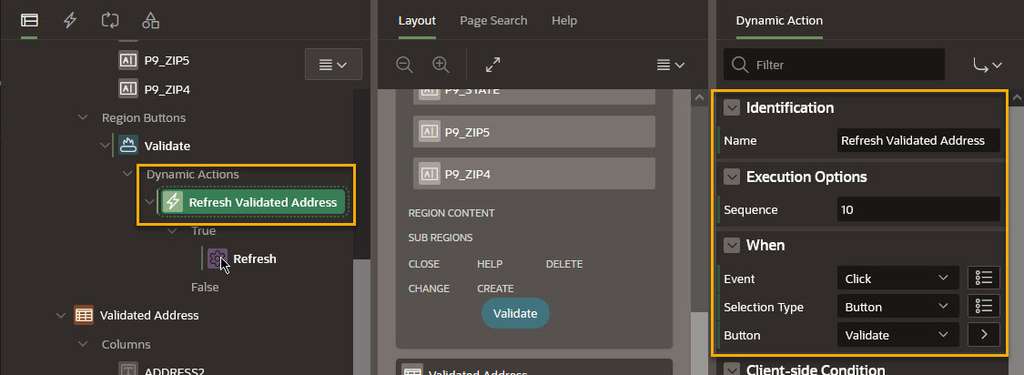 P9_ZIP5
P9_ZIP4
Region Buttons
Validate
Dynamic Actions
Refresh Validated Address
True
Refresh
False
Validated Address
Columns
ADDRESS2
Layout
Page Search
Help
P9_STATE
P9_ZIP5
P9_ZIP4
REGION CONTENT
SUB REGIONS
CLOSE HELP DELETE
CHANGE CREATE
Validate
Validated Address
Dynamic Action
Filter
Identification
Name Refresh Validated Address
Execution Options
Sequence 10
When
Event Click
Selection Type Button
Button Validate
Client-side Condition